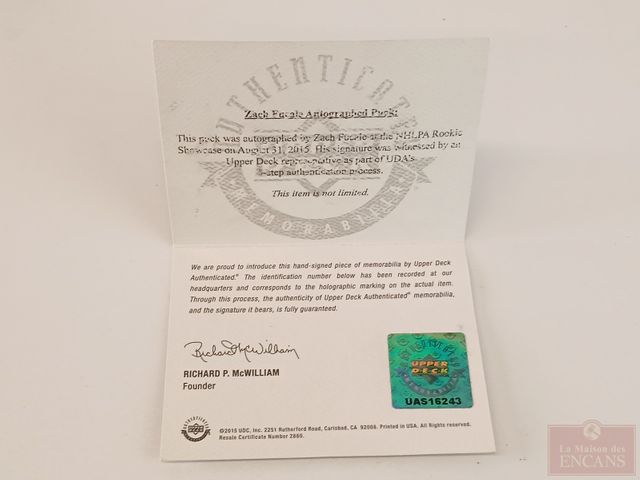 AUTHENTICATE
Zach Fucale Autographed Puck:
This puck was autographed by Zach Fucale at the NHLPA Rookie
Showcase on August 31, 2015. His signature was witnessed by an
Upper Deck representative as part of UDA's
5-step authentication process.
This item is not limited.
MEMORABILIA
We are proud to introduce this hand-signed piece of memorabilia by Upper Deck
Authenticated.® The identification number below has been recorded at our
headquarters and corresponds to the holographic marking on the actual item.
Through this process, the authenticity of Upper Deck Authenticated® memorabilia,
and the signature it bears, is fully guaranteed.
Richard P. McWilliam
RICHARD P. McWILLIAM
Founder
UPPER
DECK
UAS16243
©2015 UDC, Inc. 2251 Rutherford Road, Carlsbad, CA 92008. Printed in USA. All Rights Reserved.
Resale Certificate Number 2860.
La Maison des
ENCANS